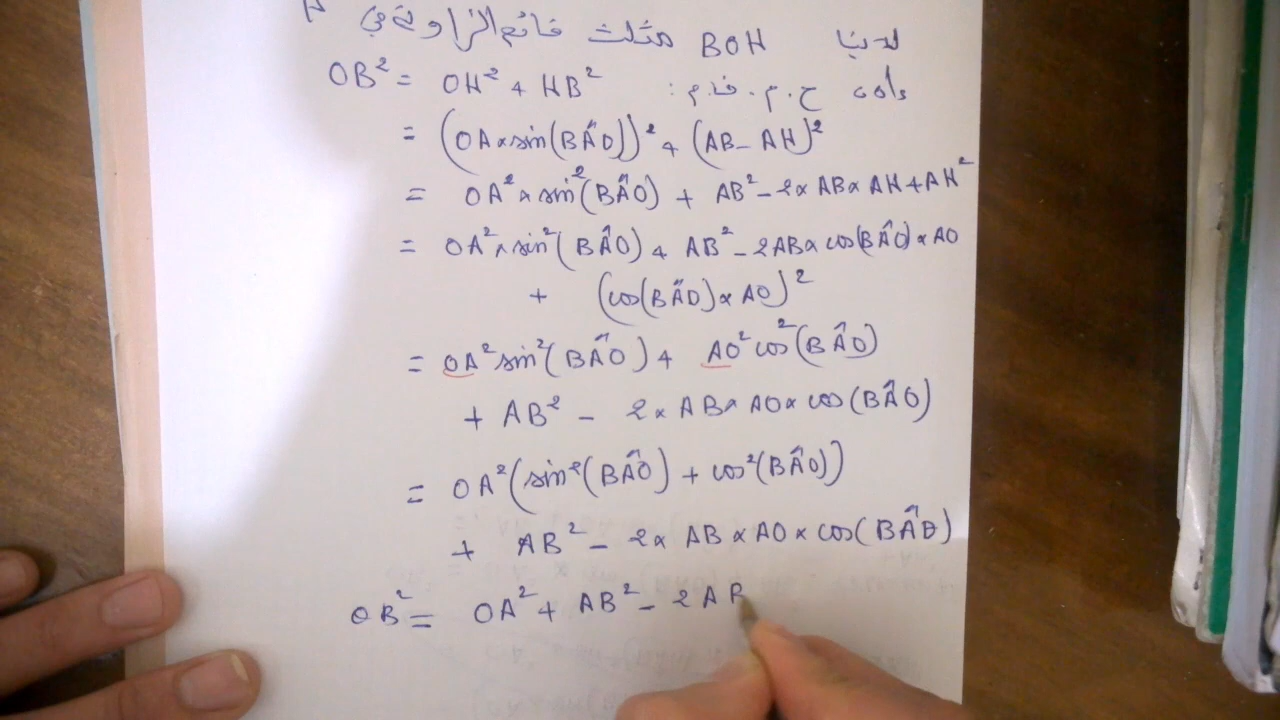 لدينا BOH مثلث قائم الزاوية في H
ح.م. فـ. م: OB² = OH² + HB²
= (OA×sin(BÂO))² + (AB - AH)²
= OA² × sin²(BÂO) + AB² - 2×AB×AH + AH²
= OA² × sin²(BÂO) + AB² - 2AB× cos(BÂO)×AO
+ (cos(BÂO)×AO)²
= OA² sin²(BÂO) + AO² cos²(BÂO)
+ AB² - 2×AB×AO×cos(BÂO)
= OA²(sin²(BÂO) + cos²(BÂO))
+ AB² - 2× AB×AO×cos(BÂO)
OB² = OA² + AB² - 2AB